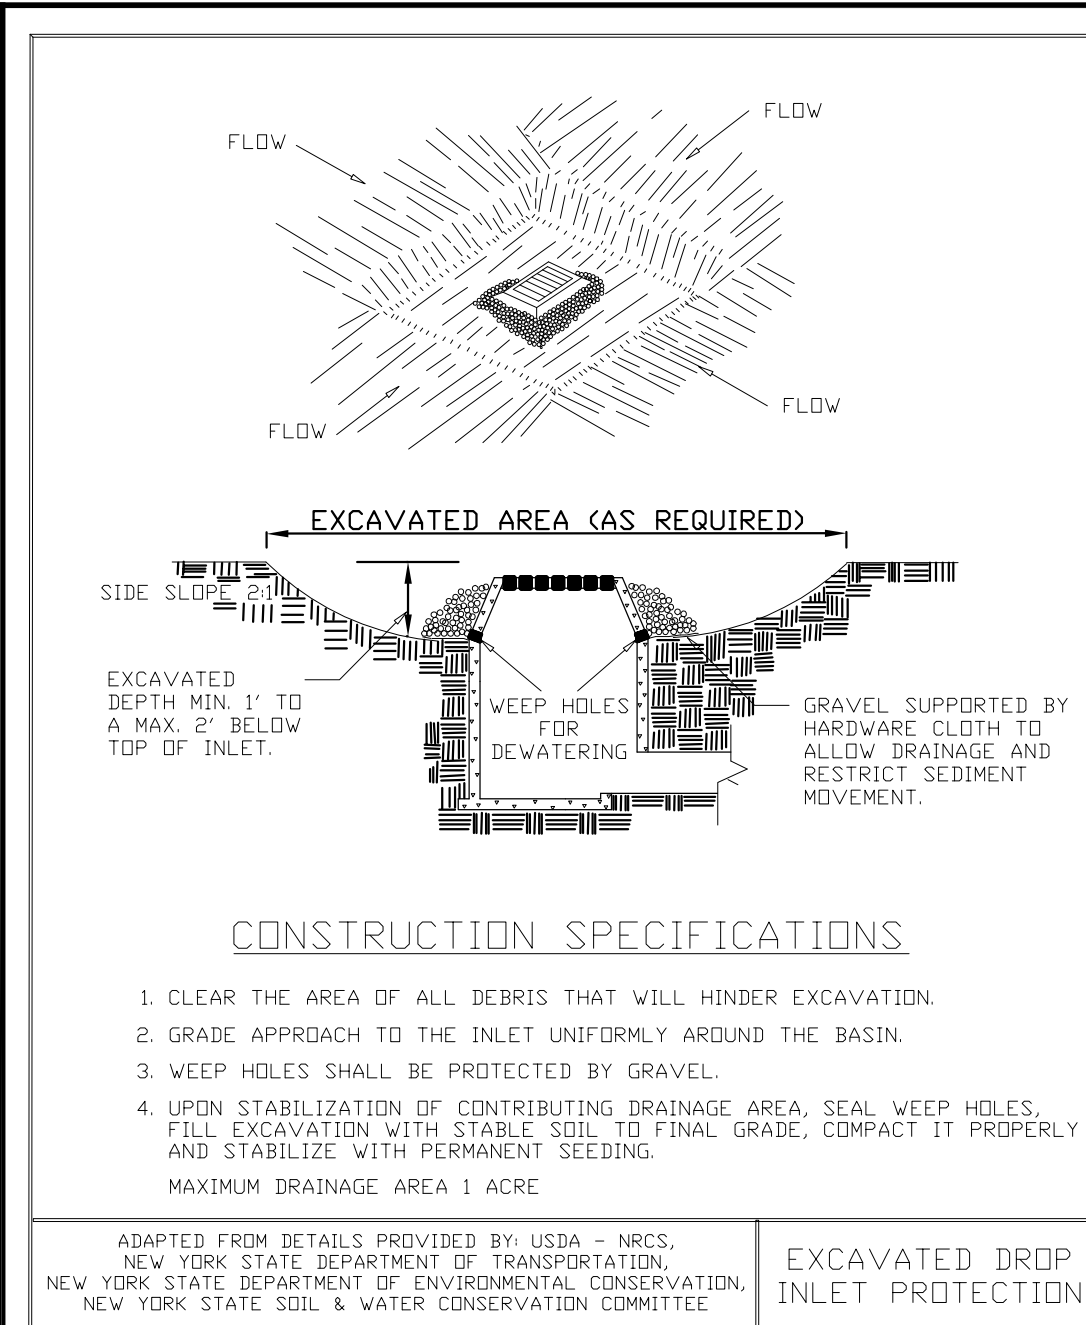 FLOW
FLOW
FLOW
FLOW
EXCAVATED AREA (AS REQUIRED)
SIDE SLOPE 2:1
EXCAVATED
DEPTH MIN. 1' TO
A MAX. 2' BELOW
TOP OF INLET.
WEEP HOLES
FOR
DEWATERING
GRAVEL SUPPORTED BY
HARDWARE CLOTH TO
ALLOW DRAINAGE AND
RESTRICT SEDIMENT
MOVEMENT.
CONSTRUCTION SPECIFICATIONS
1. CLEAR THE AREA OF ALL DEBRIS THAT WILL HINDER EXCAVATION.
2. GRADE APPROACH TO THE INLET UNIFORMLY AROUND THE BASIN.
3. WEEP HOLES SHALL BE PROTECTED BY GRAVEL.
4. UPON STABILIZATION OF CONTRIBUTING DRAINAGE AREA, SEAL WEEP HOLES,
FILL EXCAVATION WITH STABLE SOIL TO FINAL GRADE, COMPACT IT PROPERLY
AND STABILIZE WITH PERMANENT SEEDING.
MAXIMUM DRAINAGE AREA 1 ACRE
ADAPTED FROM DETAILS PROVIDED BY: USDA - NRCS,
NEW YORK STATE DEPARTMENT OF TRANSPORTATION,
NEW YORK STATE DEPARTMENT OF ENVIRONMENTAL CONSERVATION,
NEW YORK STATE SOIL & WATER CONSERVATION COMMITTEE
EXCAVATED DROP
INLET PROTECTION